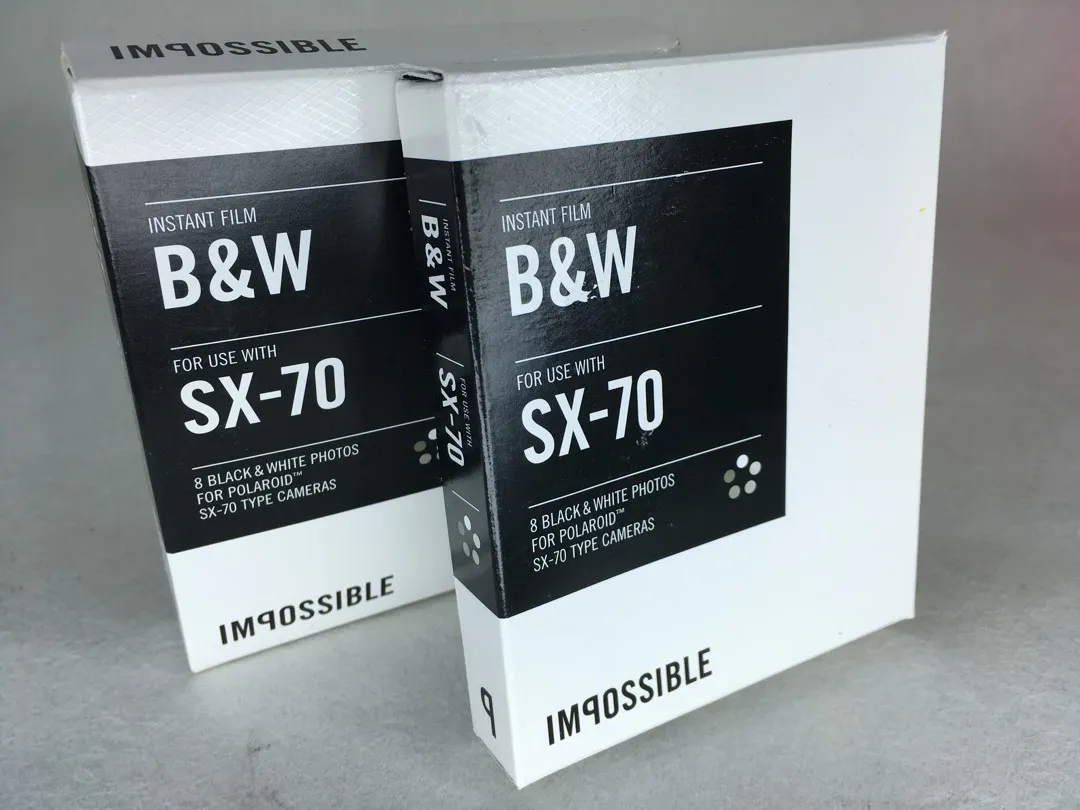 IMPOSSIBLE
INSTANT FILM
B&W
FOR USE WITH
SX-70
8 BLACK & WHITE PHOTOS
FOR POLAROID™
SX-70 TYPE CAMERAS
IMPOSSIBLE
INSTANT FILM
B&W
FOR USE WITH
SX-70
P
INSTANT FILM
B&W
FOR USE WITH
SX-70
8 BLACK & WHITE PHOTOS
FOR POLAROID™
SX-70 TYPE CAMERAS
IMPOSSIBLE